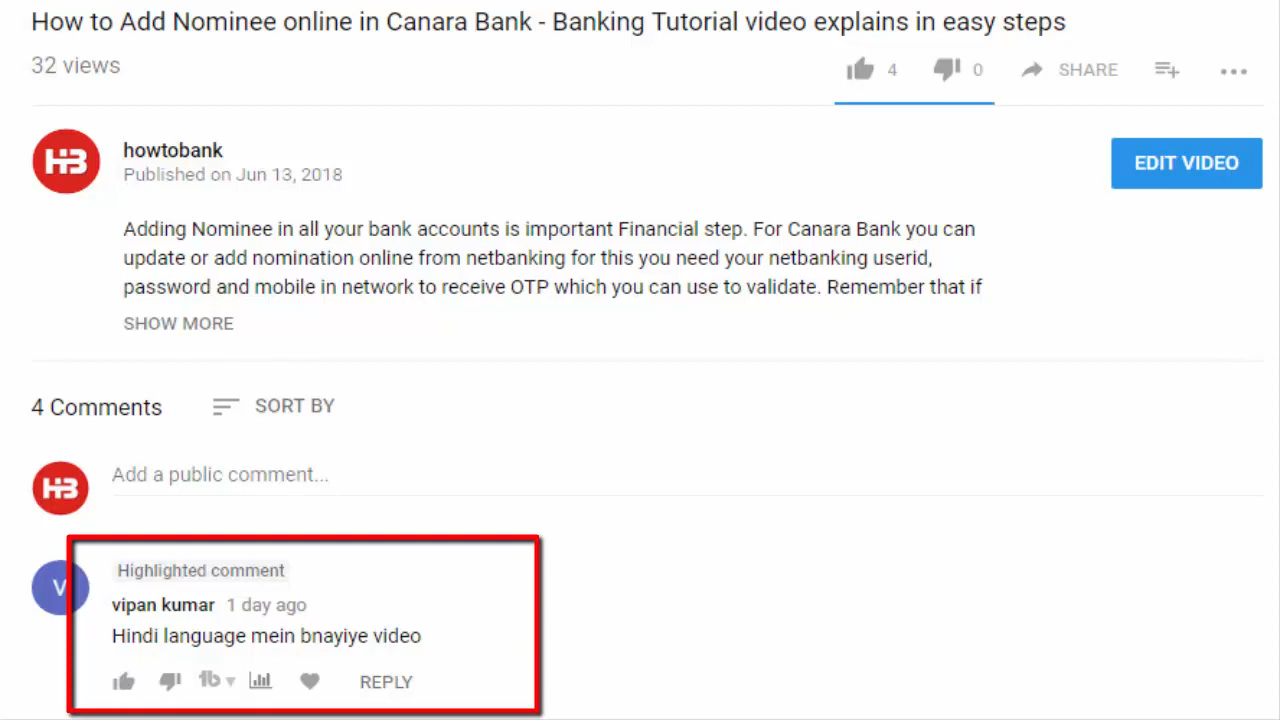 How to Add Nominee online in Canara Bank - Banking Tutorial video explains in easy steps
32 views
4 0 SHARE
HB
howtobank
Published on Jun 13, 2018
EDIT VIDEO
Adding Nominee in all your bank accounts is important Financial step. For Canara Bank you can
update or add nomination online from netbanking for this you need your netbanking userid,
password and mobile in network to receive OTP which you can use to validate. Remember that if
SHOW MORE
4 Comments SORT BY
HB
Add a public comment...
V
Highlighted comment
vipan kumar 1 day ago
Hindi language mein bnayiye video
REPLY